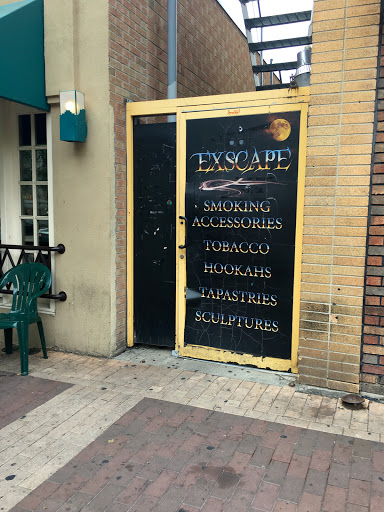 EXSCAPE
SMOKING
ACCESSORIES
TOBACCO
HOOKAHS
TAPASTRIES
SCULPTURES